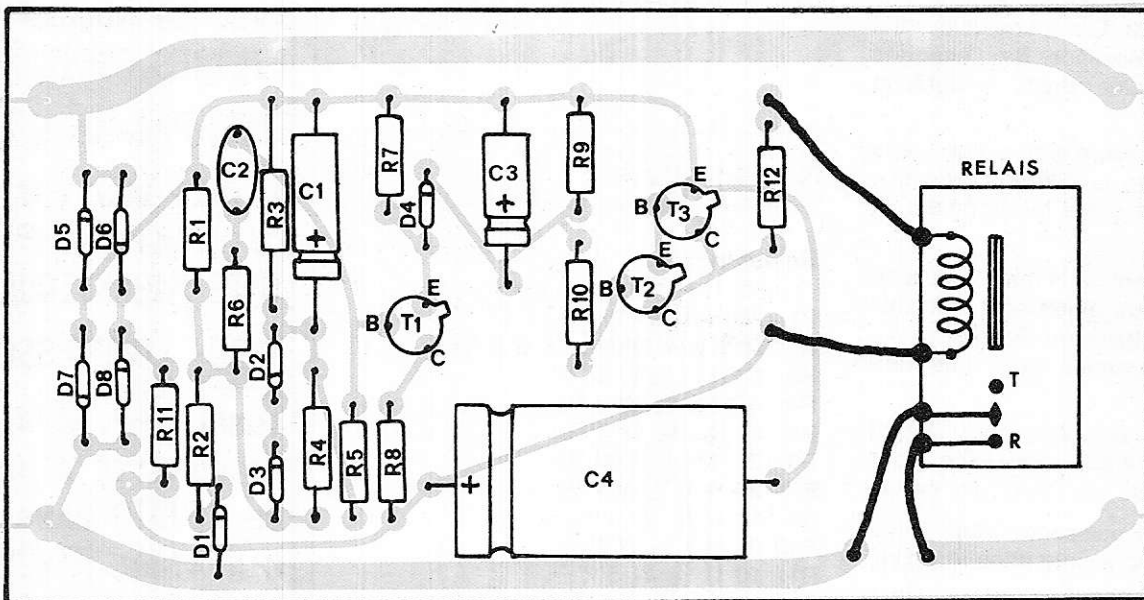 RELAIS
D5
D6
R1
C2
R3
C1
+
R7
D4
C3
+
R9
E
B
T3
C
R12
R6
E
B
T1
C
R10
E
B
T2
C
D7
D8
R11
R2
D2
R4
R5
R8
D3
D1
+
C4
T
R